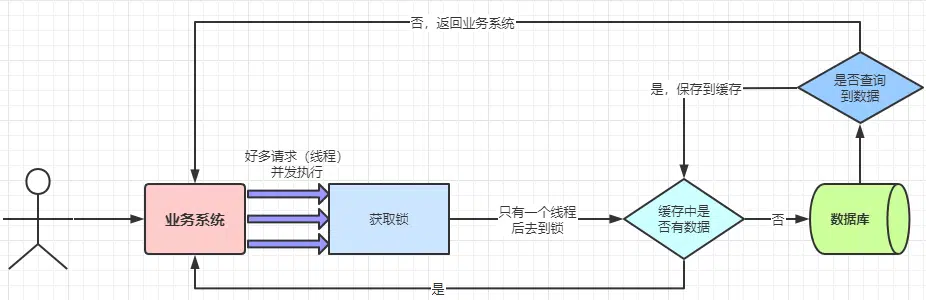 否，返回业务系统
是否查询
到数据
是，保存到缓存
好多请求（线程）
并发执行
业务系统
获取锁
只有一个线程
后去到锁
缓存中是
否有数据
否
数据库
是